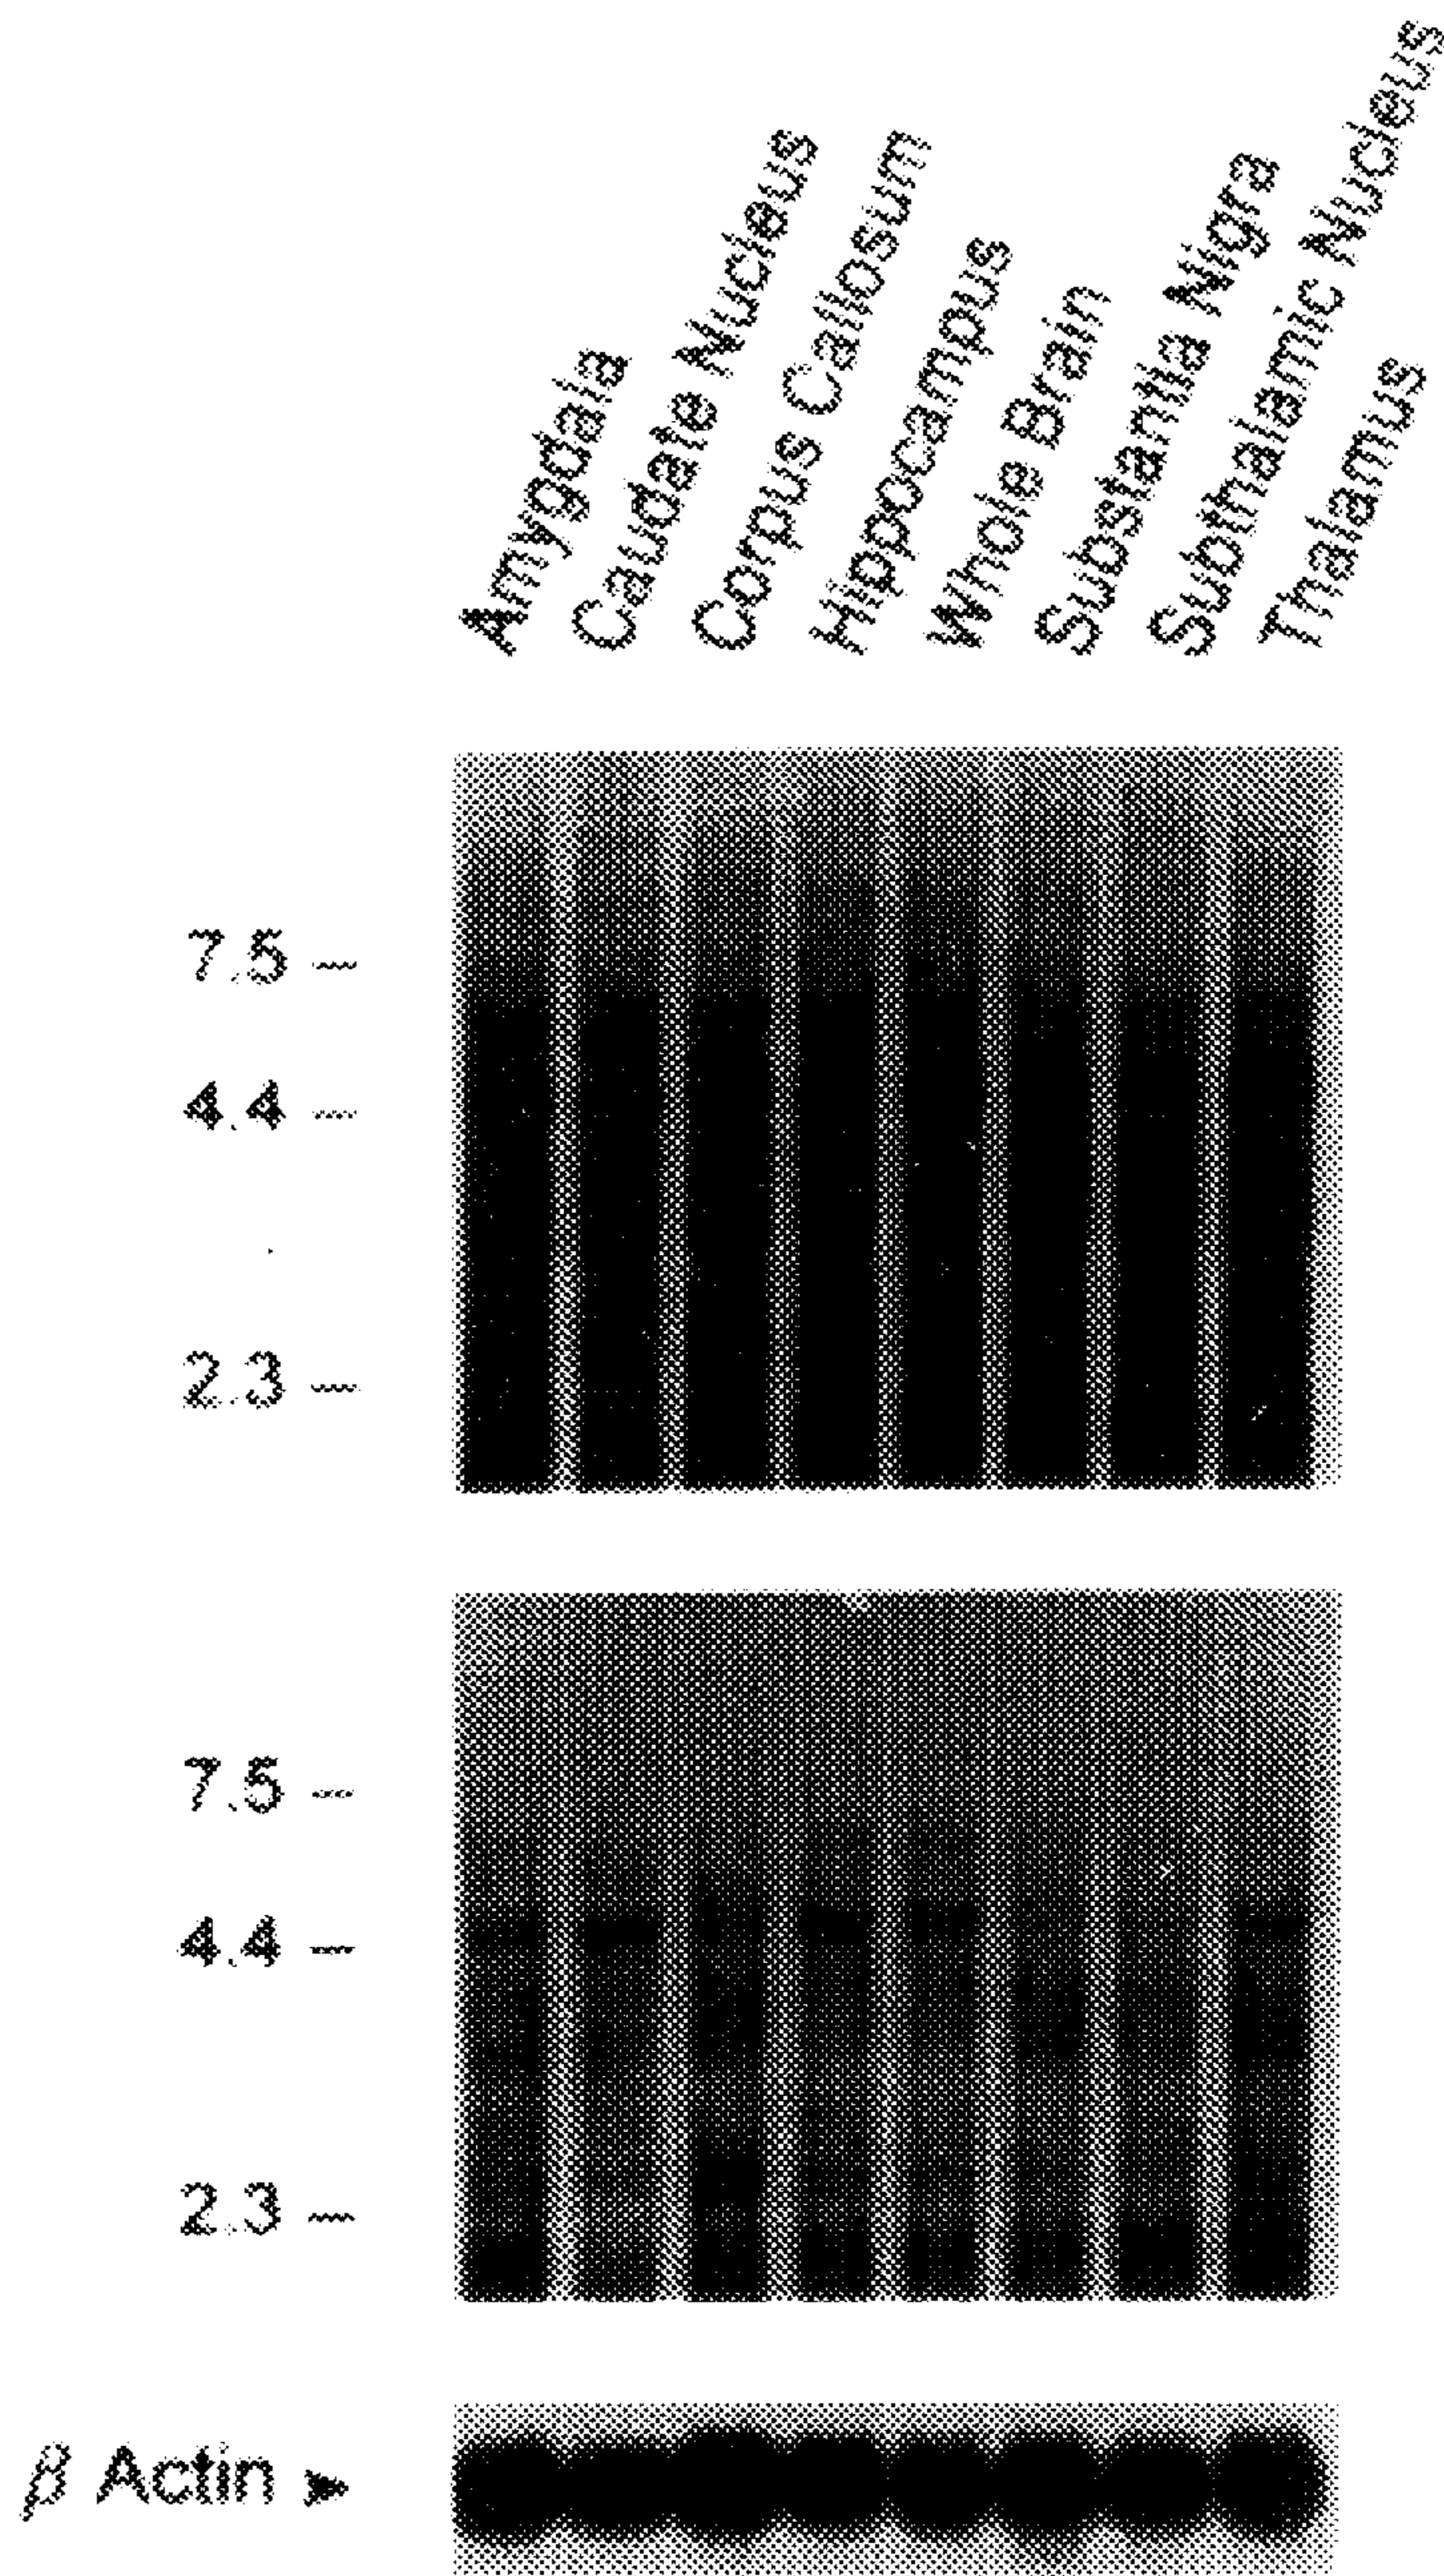 Amygdala
Caudate Nucleus
Corpus Callosum
Hippocampus
Whole Brain
Substantia Nigra
Subthalamic Nucleus
Thalamus
7.5 –
4.4 –
2.3 –
7.5 –
4.4 –
2.3 –
β Actin ➤